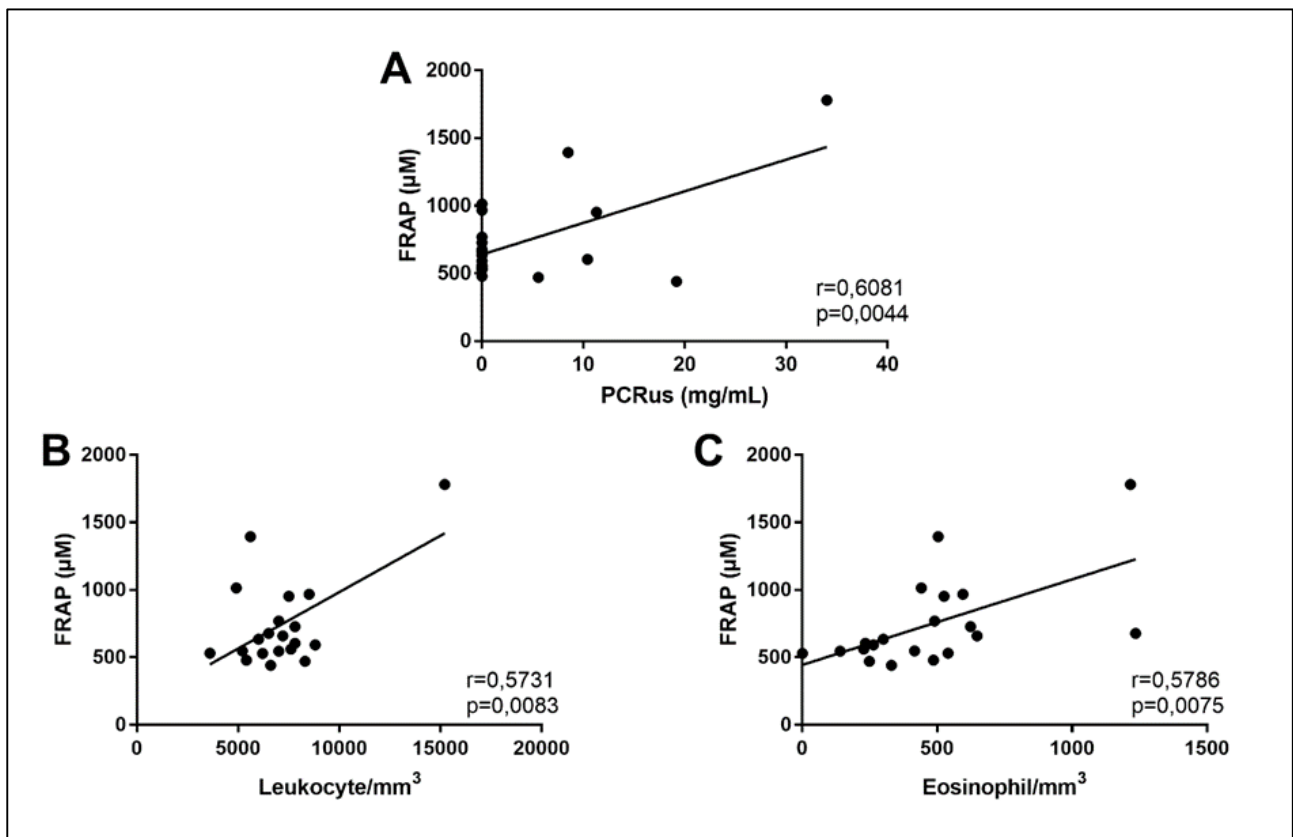 A
2000
1500
1000
500
0
FRAP (µM)
r=0,6081
p=0,0044
0 10 20 30 40
PCRus (mg/mL)
B
2000
1500
1000
500
0
FRAP (µM)
r=0,5731
p=0,0083
0 5000 10000 15000 20000
Leukocyte/mm³
C
2000
1500
1000
500
0
FRAP (µM)
r=0,5786
p=0,0075
0 500 1000 1500
Eosinophil/mm³